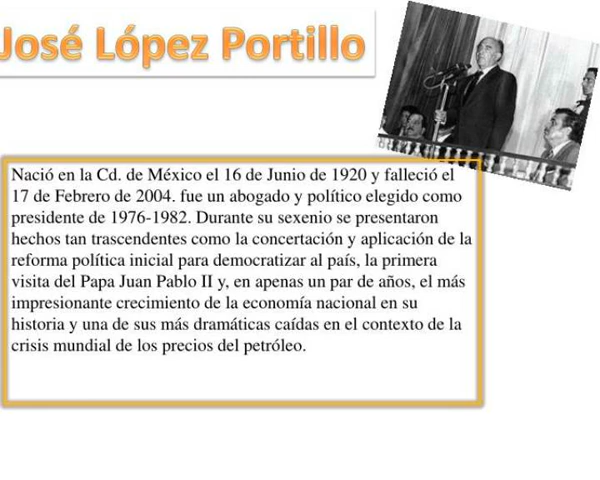 José López Portillo
Nació en la Cd. de México el 16 de Junio de 1920 y falleció el
17 de Febrero de 2004. fue un abogado y político elegido como
presidente de 1976-1982. Durante su sexenio se presentaron
hechos tan trascendentes como la concertación y aplicación de la
reforma política inicial para democratizar al país, la primera
visita del Papa Juan Pablo II y, en apenas un par de años, el más
impresionante crecimiento de la economía nacional en su
historia y una de sus más dramáticas caídas en el contexto de la
crisis mundial de los precios del petróleo.